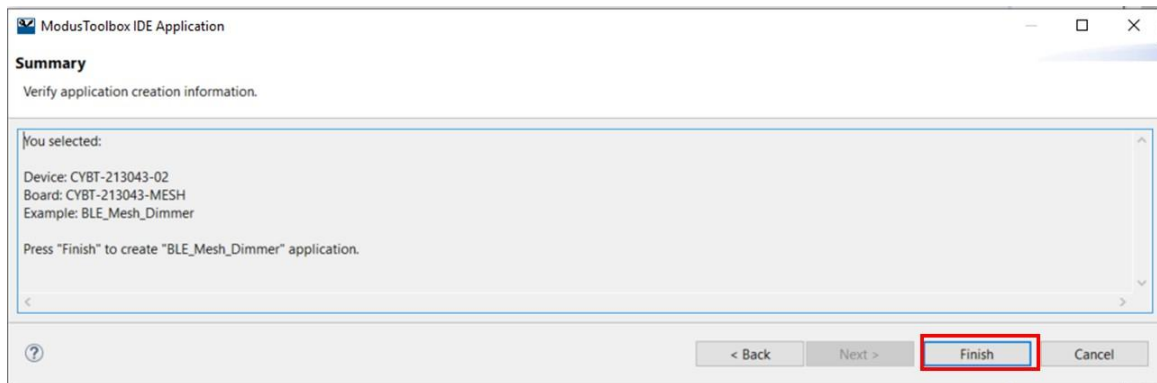 ModusToolbox IDE Application
Summary
Verify application creation information.
You selected:
Device: CYBT-213043-02
Board: CYBT-213043-MESH
Example: BLE_Mesh_Dimmer
Press "Finish" to create "BLE_Mesh_Dimmer" application.
< Back Next > Finish Cancel